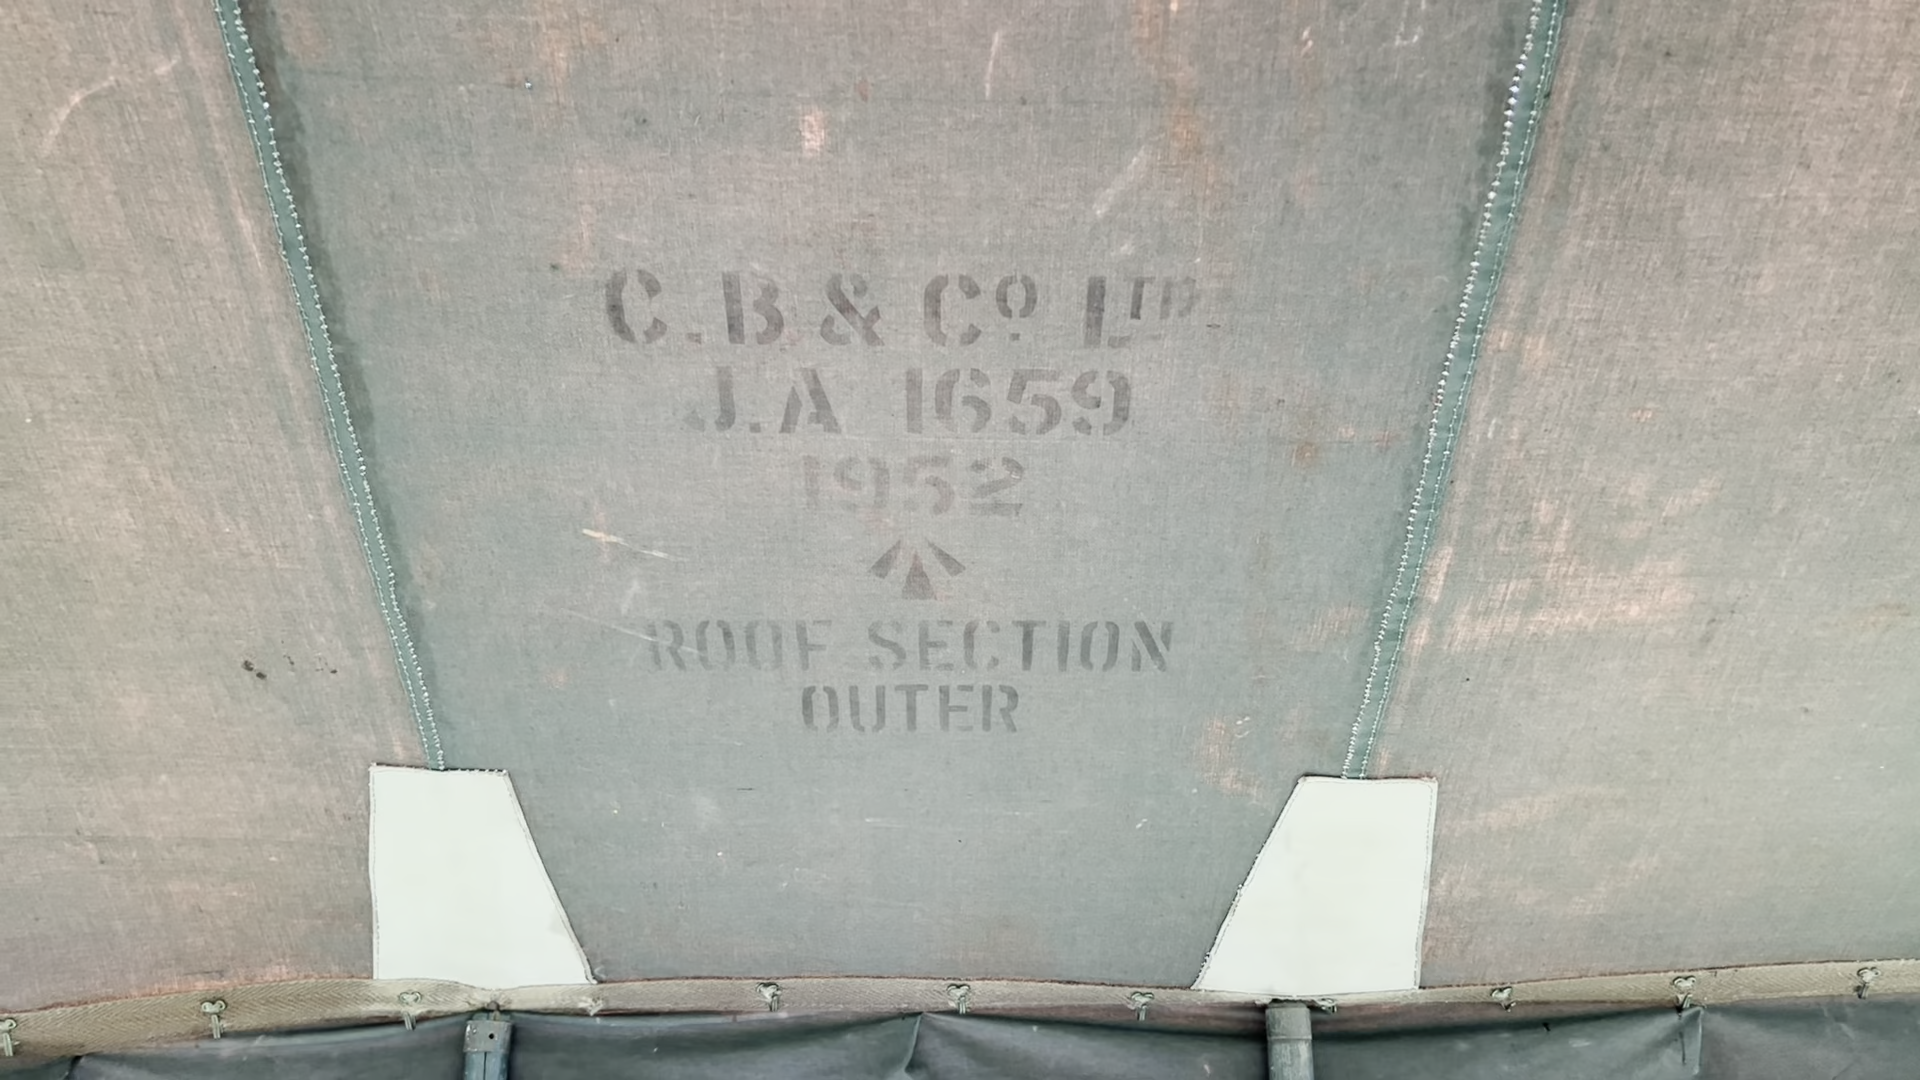 C.B & Cº LTD
J.A 1659
1952
ROOF SECTION
OUTER